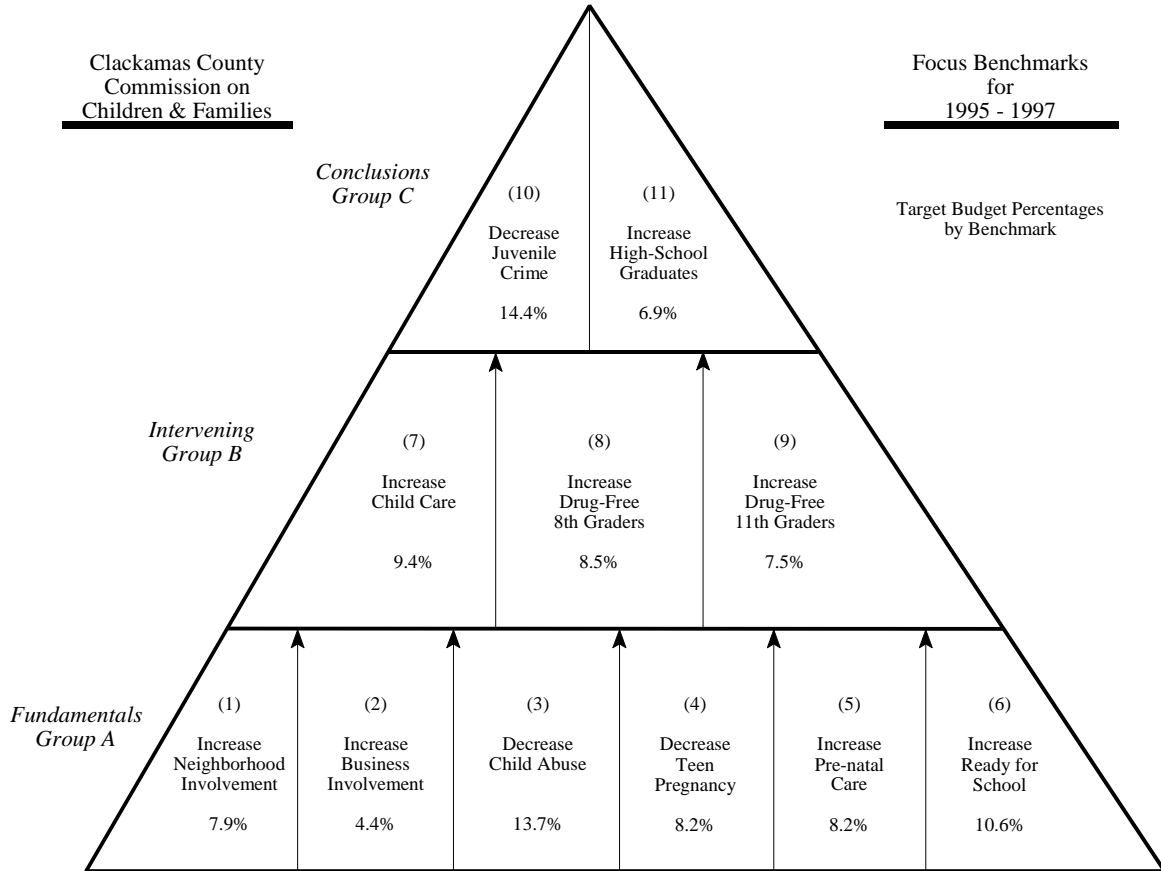 Clackamas County
Commission on
Children & Families
Focus Benchmarks
for
1995 - 1997
Target Budget Percentages
by Benchmark
Conclusions
Group C
(10)
Decrease
Juvenile
Crime
14.4%
(11)
Increase
High-School
Graduates
6.9%
Intervening
Group B
(7)
Increase
Child Care
9.4%
(8)
Increase
Drug-Free
8th Graders
8.5%
(9)
Increase
Drug-Free
11th Graders
7.5%
Fundamentals
Group A
(1)
Increase
Neighborhood
Involvement
7.9%
(2)
Increase
Business
Involvement
4.4%
(3)
Decrease
Child Abuse
13.7%
(4)
Decrease
Teen
Pregnancy
8.2%
(5)
Increase
Pre-natal
Care
8.2%
(6)
Increase
Ready for
School
10.6%